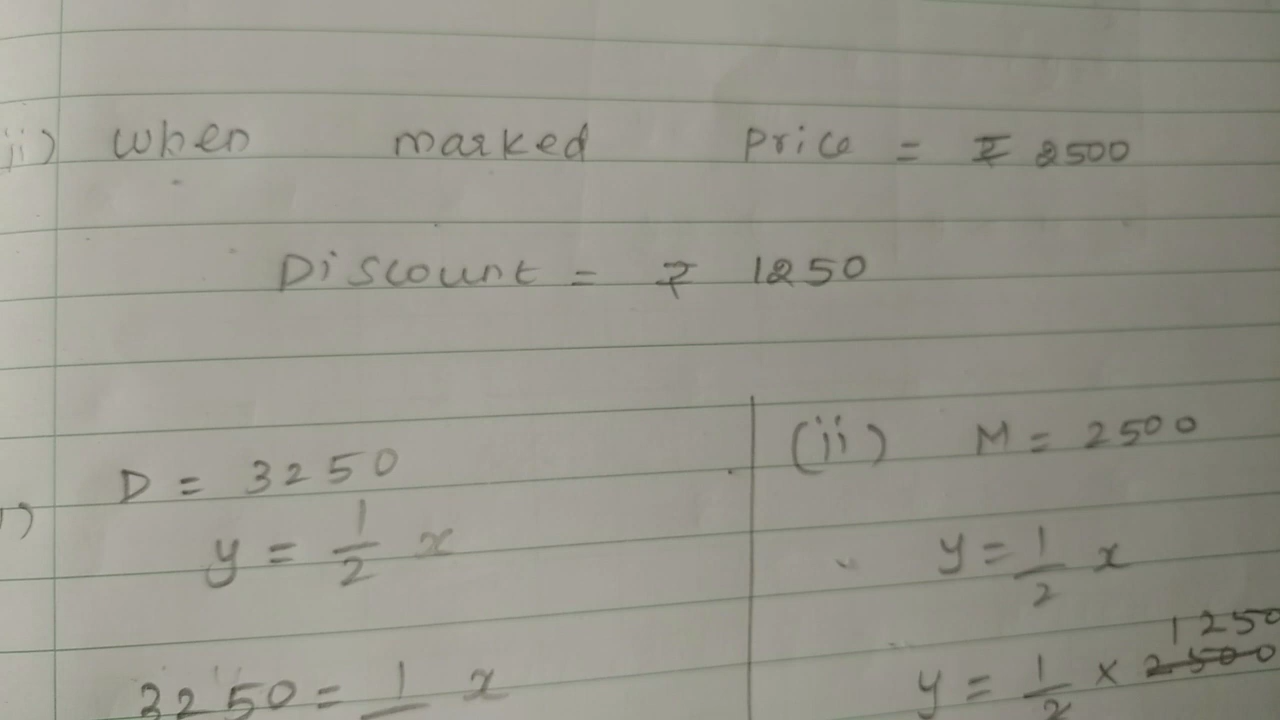 ii) When marked Price = ₹ 2500
Discount = ₹ 1250
D = 3250
y = 1/2 x
3250 = 1 x
(ii) M = 2500
y = 1/2 x
1250
y = 1/2 × 2500